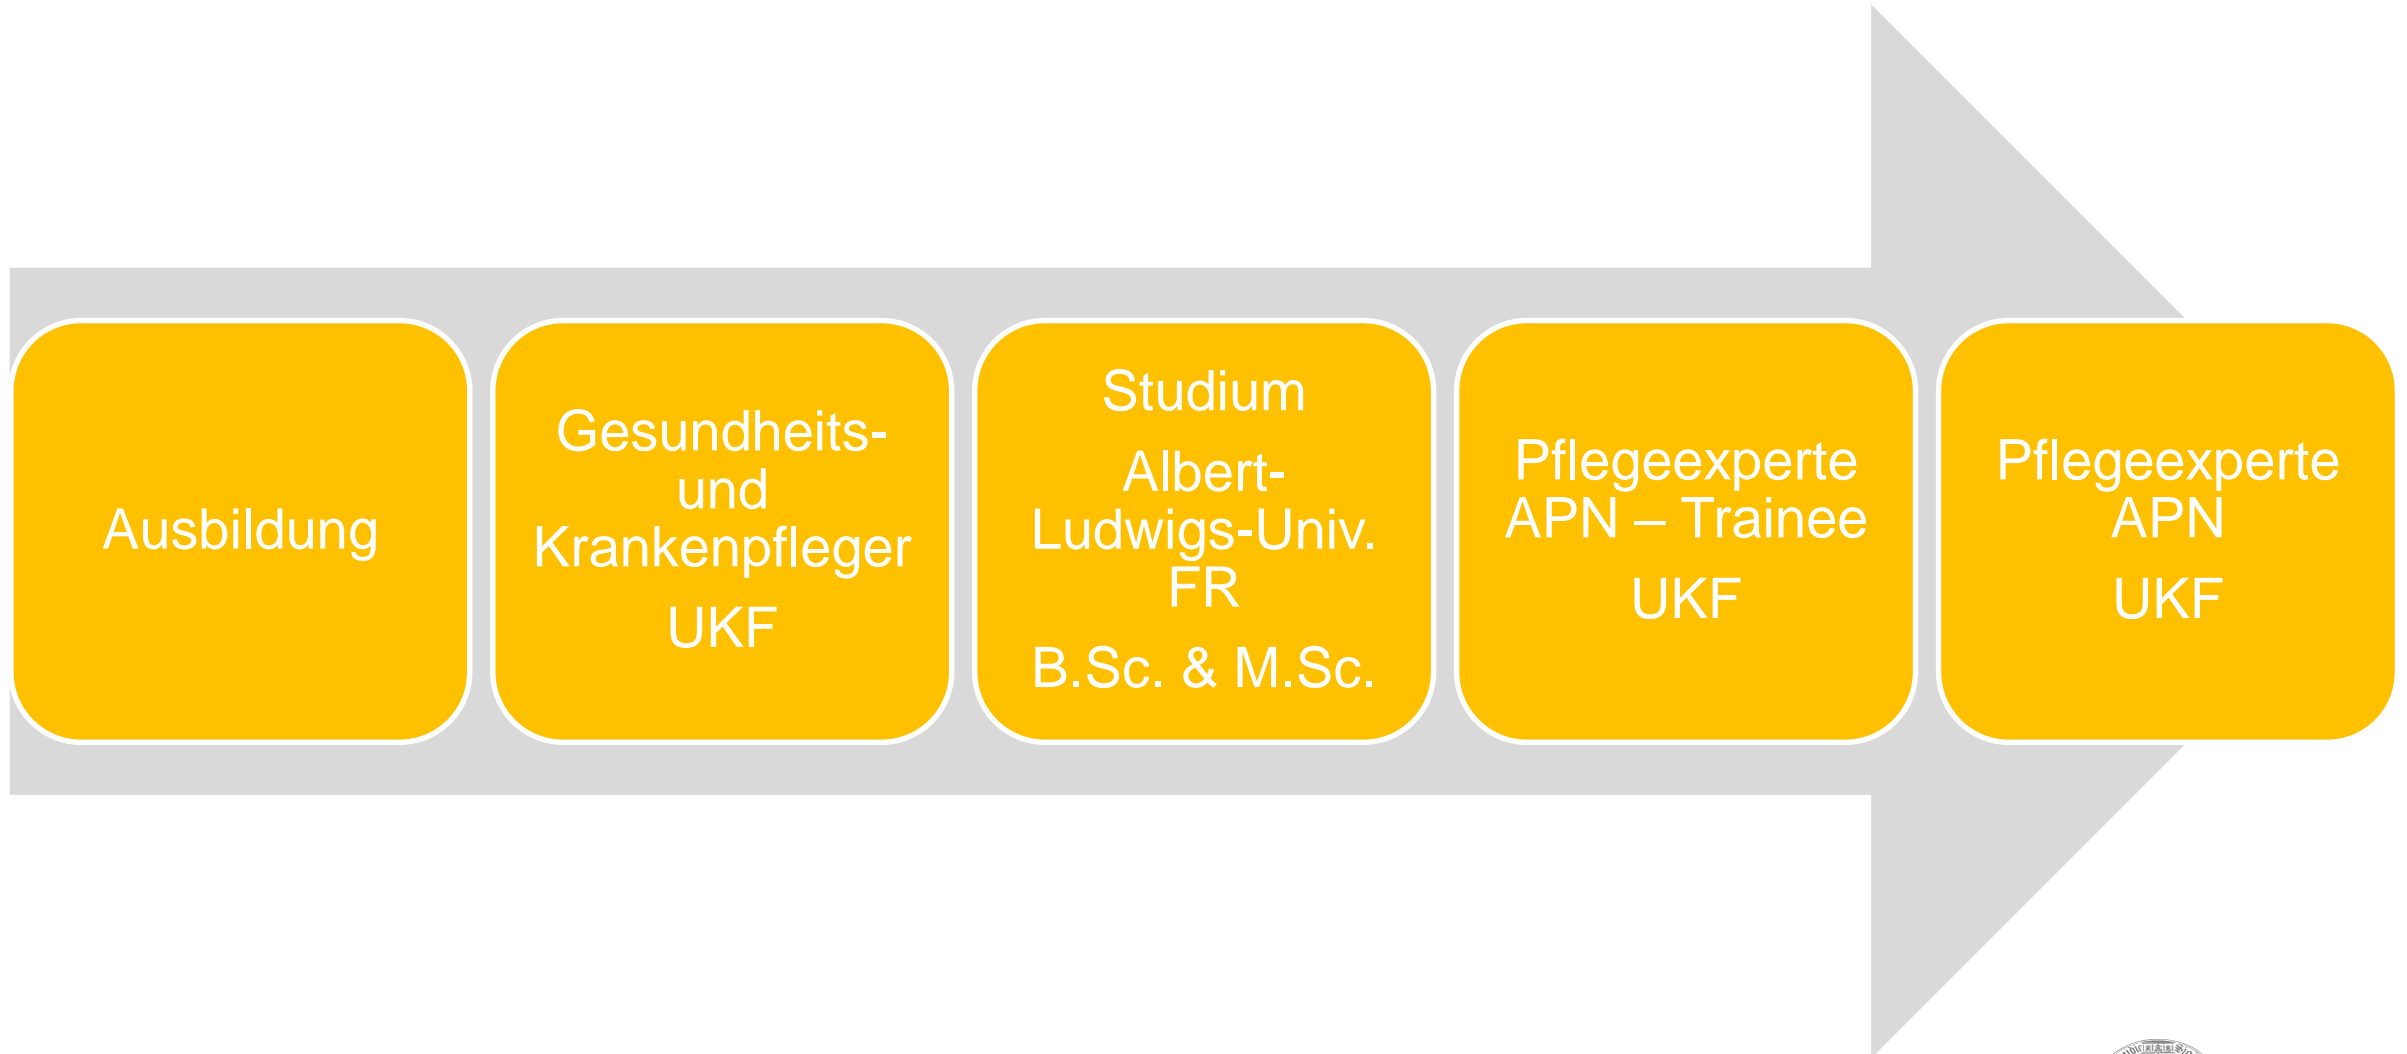 Ausbildung
Gesundheits-
und
Krankenpfleger
UKF
Studium
Albert-
Ludwigs-Univ.
FR
B.Sc. & M.Sc.
Pflegeexperte
APN – Trainee
UKF
Pflegeexperte
APN
UKF